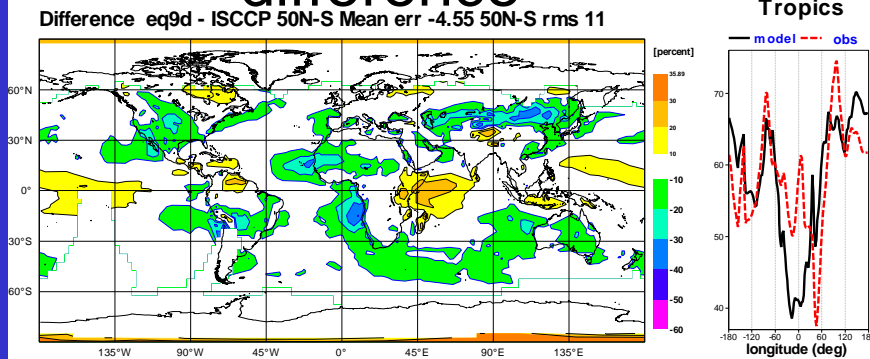 difference
Difference eq9d - ISCCP 50N-S Mean err -4.55 50N-S rms 11
[percent]
35.89
30
20
10
-10
-20
-30
-40
-50
-60
60°N
30°N
0°
30°S
60°S
135°W
90°W
45°W
0°
45°E
90°E
135°E
Tropics
model
obs
70
60
50
40
-180
-120
-60
0
60
120
18
longitude (deg)